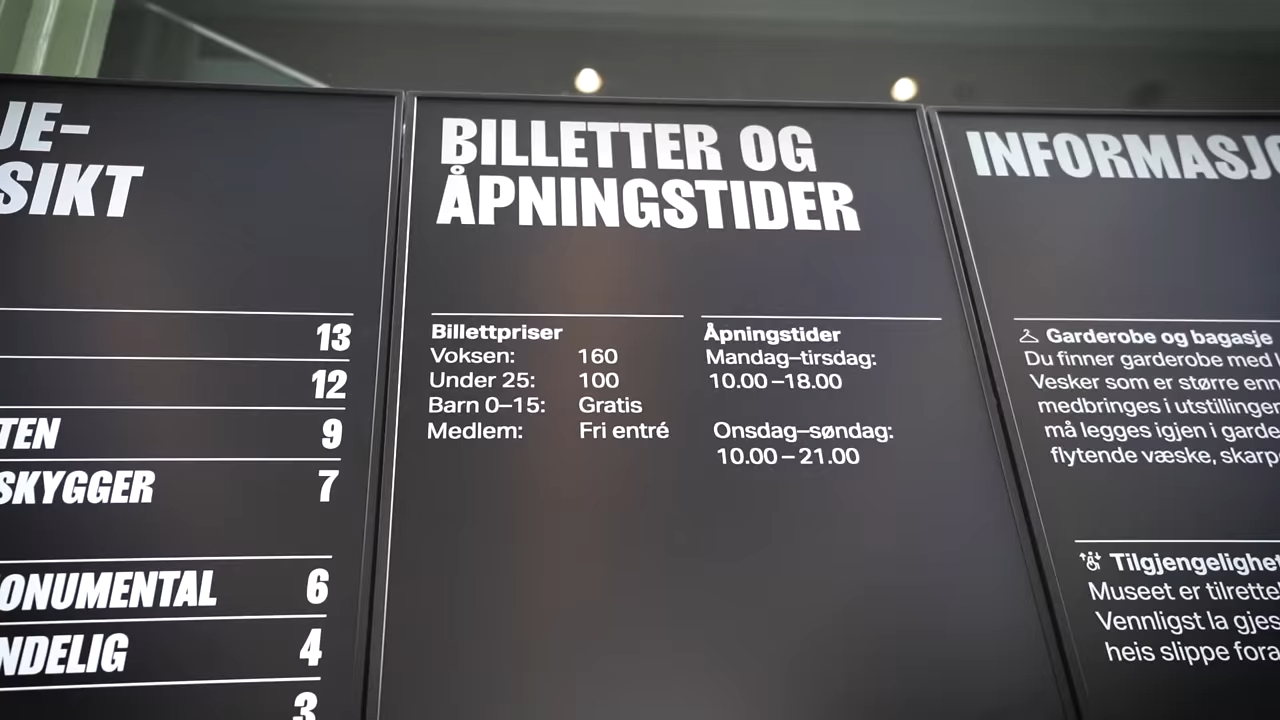 JE–
SIKT
13
12
TEN 9
SKYGGER 7
ONUMENTAL 6
NDELIG 4
3
BILLETTER OG
ÅPNINGSTIDER
Billettpriser
Voksen: 160
Under 25: 100
Barn 0–15: Gratis
Medlem: Fri entré
Åpningstider
Mandag–tirsdag:
10.00–18.00
Onsdag–søndag:
10.00–21.00
INFORMASJO
Garderobe og bagasje
Du finner garderobe med
Vesker som er større enn
medbringes i utstillinger
må legges igjen i garde
flytende væske, skarp
Tilgjengelighet
Museet er tilrette
Vennligst la gjes
heis slippe fora